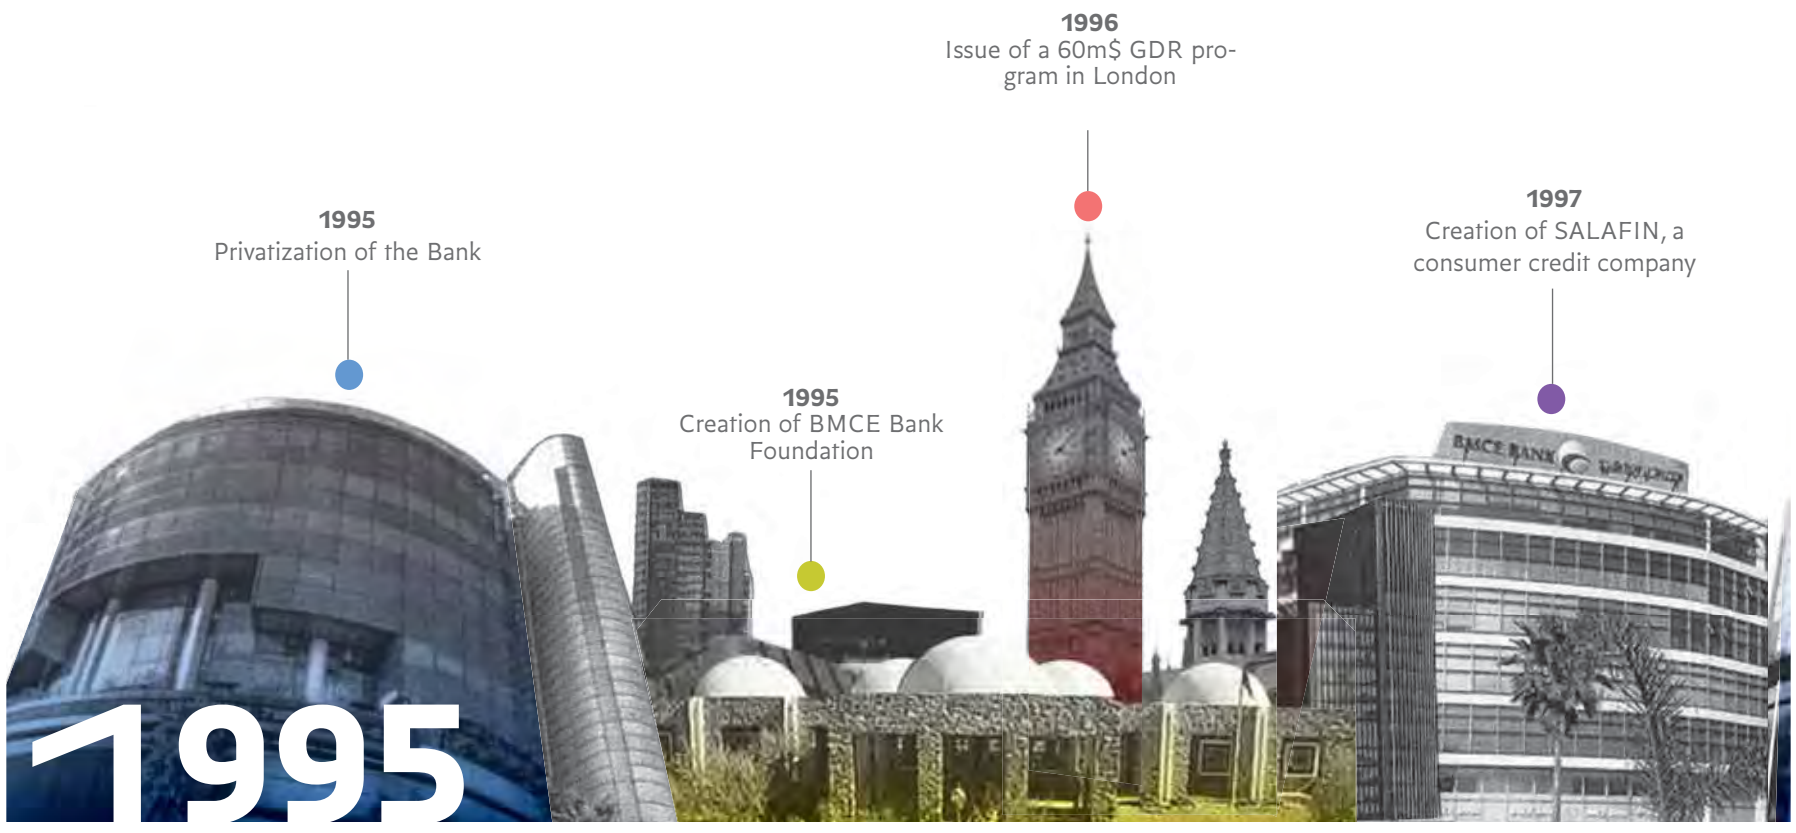 1996
Issue of a 60m$ GDR pro-
gram in London
1995
Privatization of the Bank
1997
Creation of SALAFIN, a
consumer credit company
1995
Creation of BMCE Bank
Foundation
BMCE BANK
1995